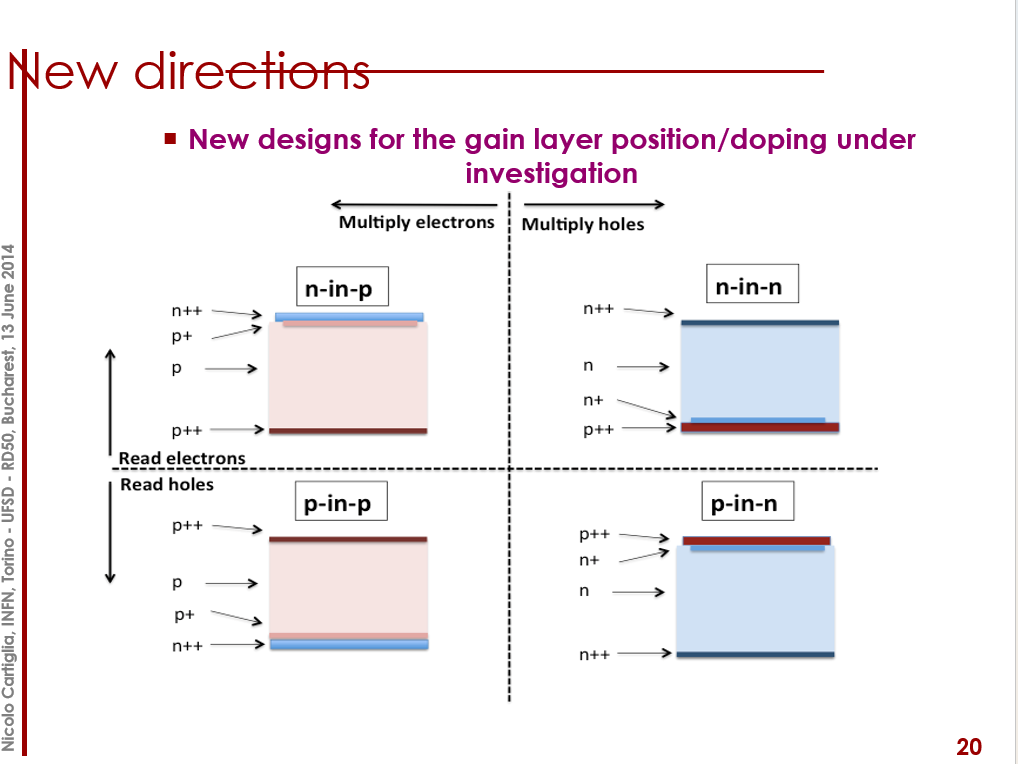 New directions
New designs for the gain layer position/doping under
investigation
Multiply electrons
Multiply holes
n-in-p
n++
p+
p
p++
n-in-n
n++
n
n+
p++
Read electrons
Read holes
p-in-p
p++
p
p+
n++
p-in-n
p++
n+
n
n++
Nicolo Cartiglia, INFN, Torino - UFSD - RD50, Bucharest, 13 June 2014
20